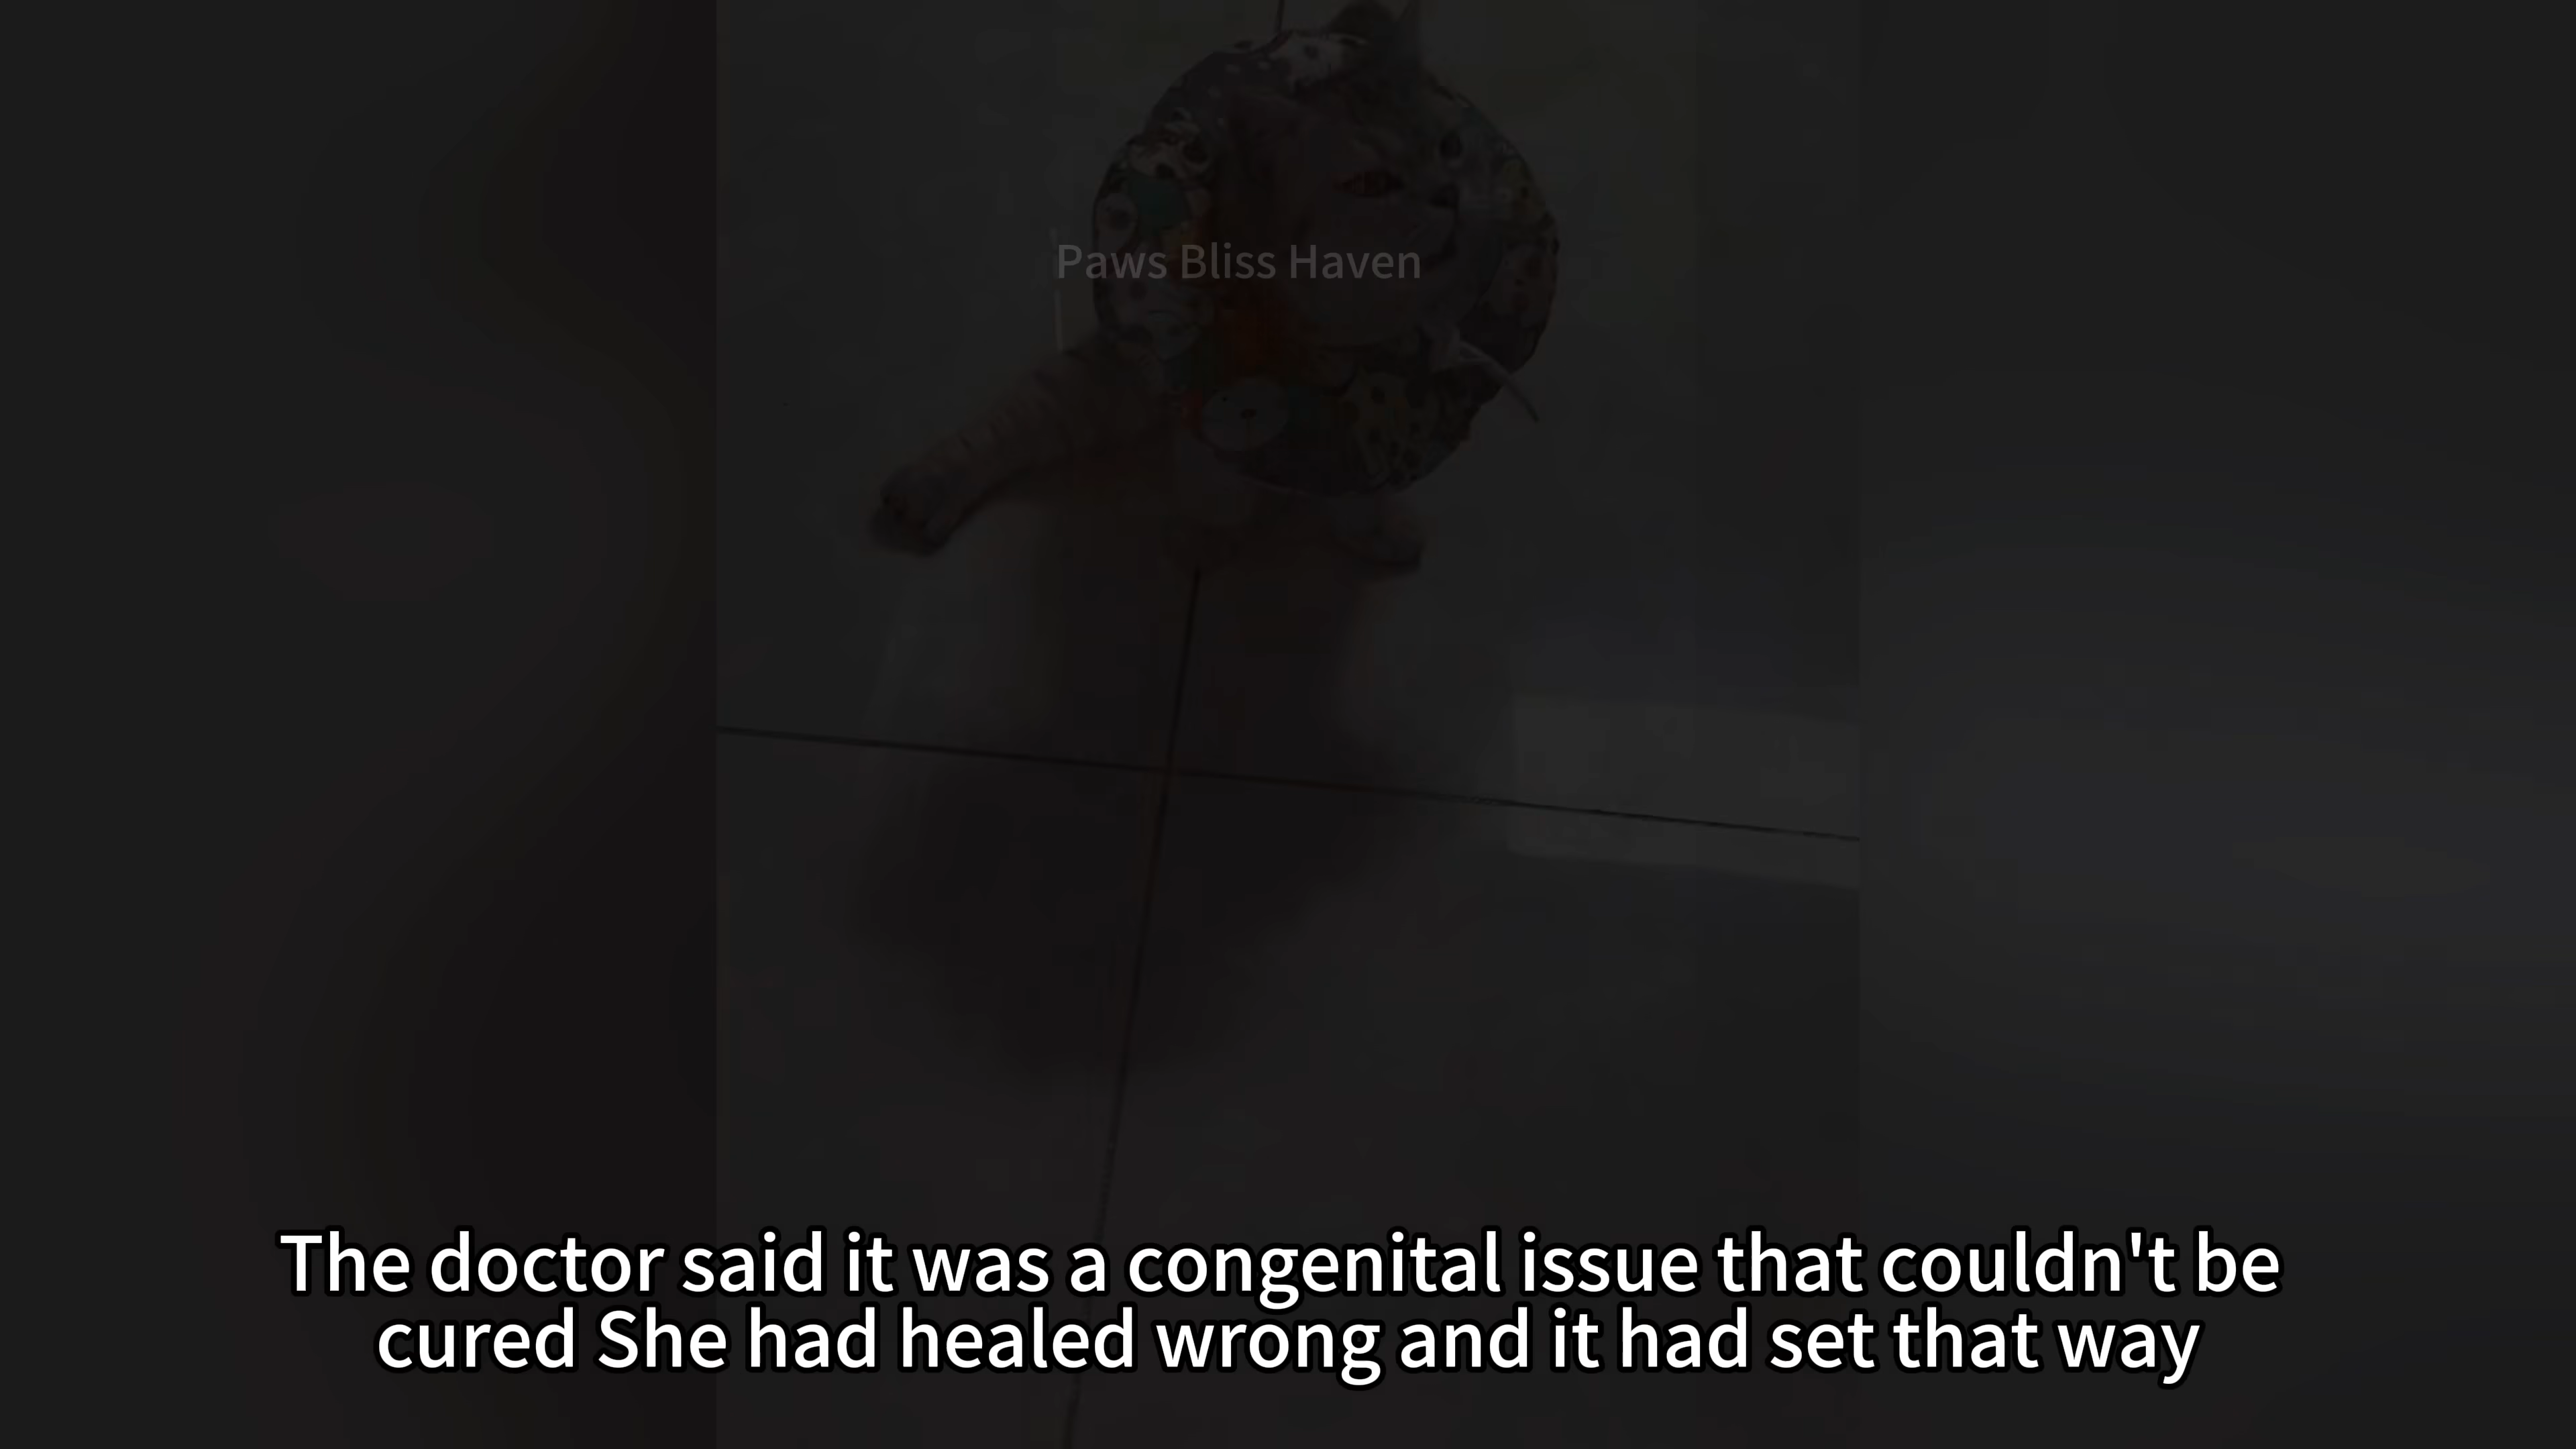 Paws Bliss Haven
The doctor said it was a congenital issue that couldn't be
cured She had healed wrong and it had set that way